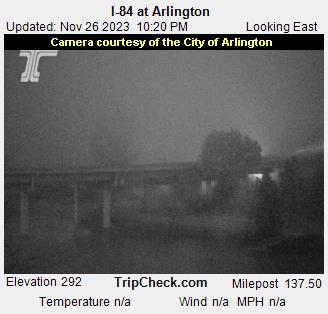 I-84 at Arlington
Updated: Nov 26 2023 10:20 PM Looking East
Camera courtesy of the City of Arlington
Elevation 292 TripCheck.com Milepost 137.50
Temperature n/a Wind n/a MPH n/a